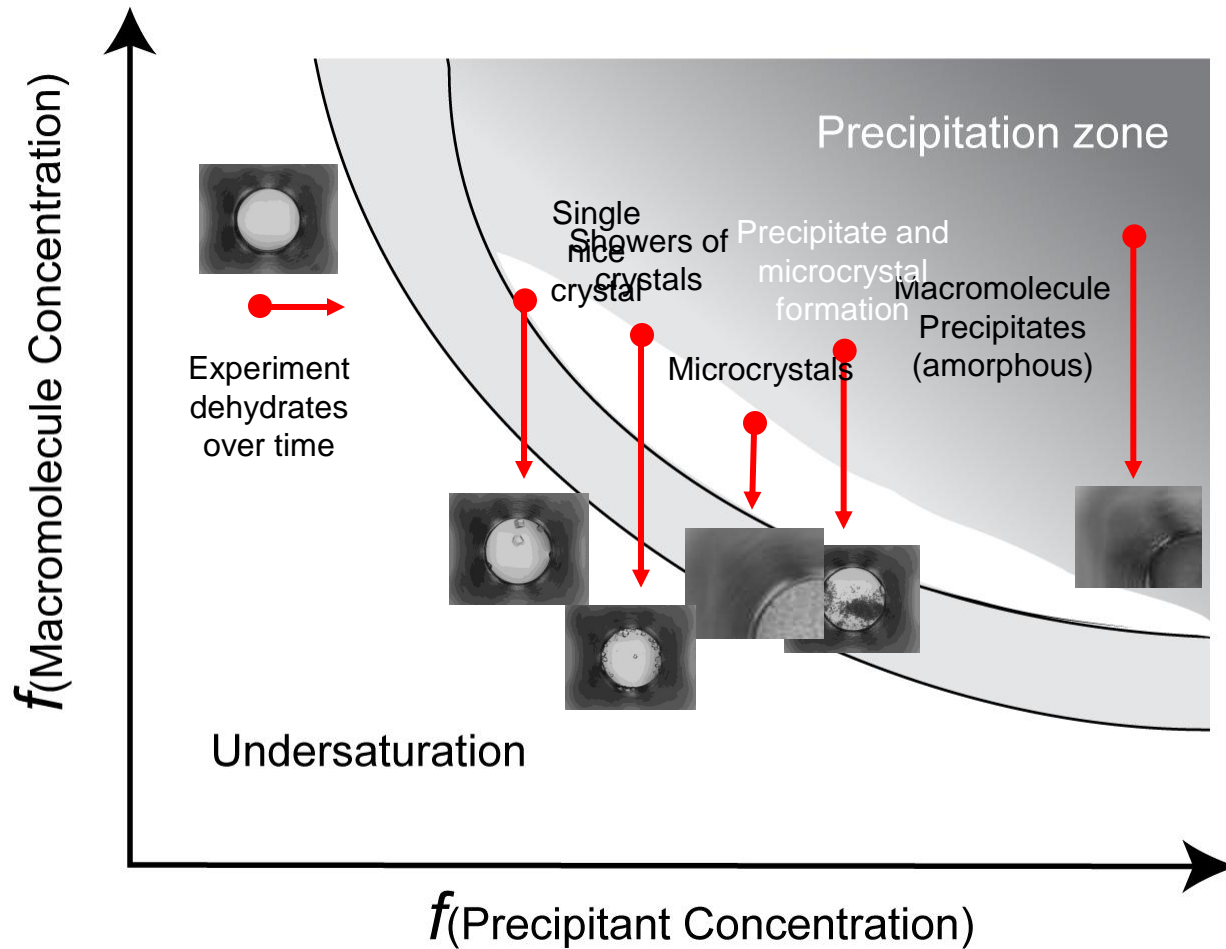 f(Macromolecule Concentration)
Precipitation zone
Single
nice
crystal
Showers of
crystals
Precipitate and
microcrystal
formation
Macromolecule
Precipitates
(amorphous)
Microcrystals
Experiment
dehydrates
over time
Undersaturation
f(Precipitant Concentration)